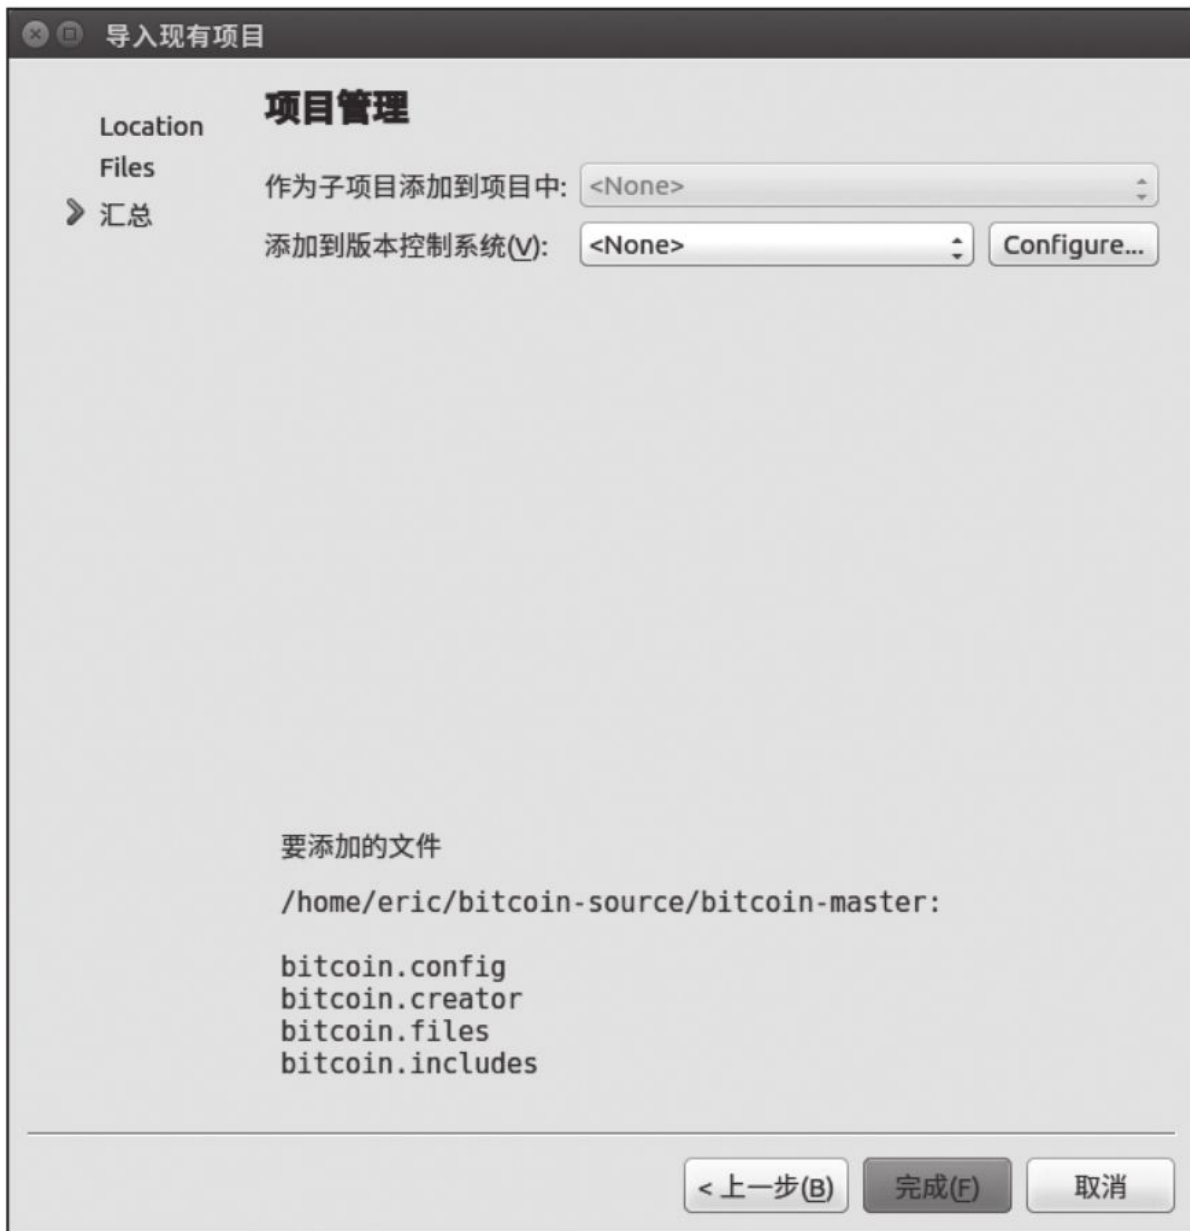 导入现有项目
Location
Files
汇总
项目管理
作为子项目添加到项目中: <None>
添加到版本控制系统(V): <None> Configure...
要添加的文件
/home/eric/bitcoin-source/bitcoin-master:
bitcoin.config
bitcoin.creator
bitcoin.files
bitcoin.includes
< 上一步(B) 完成(F) 取消